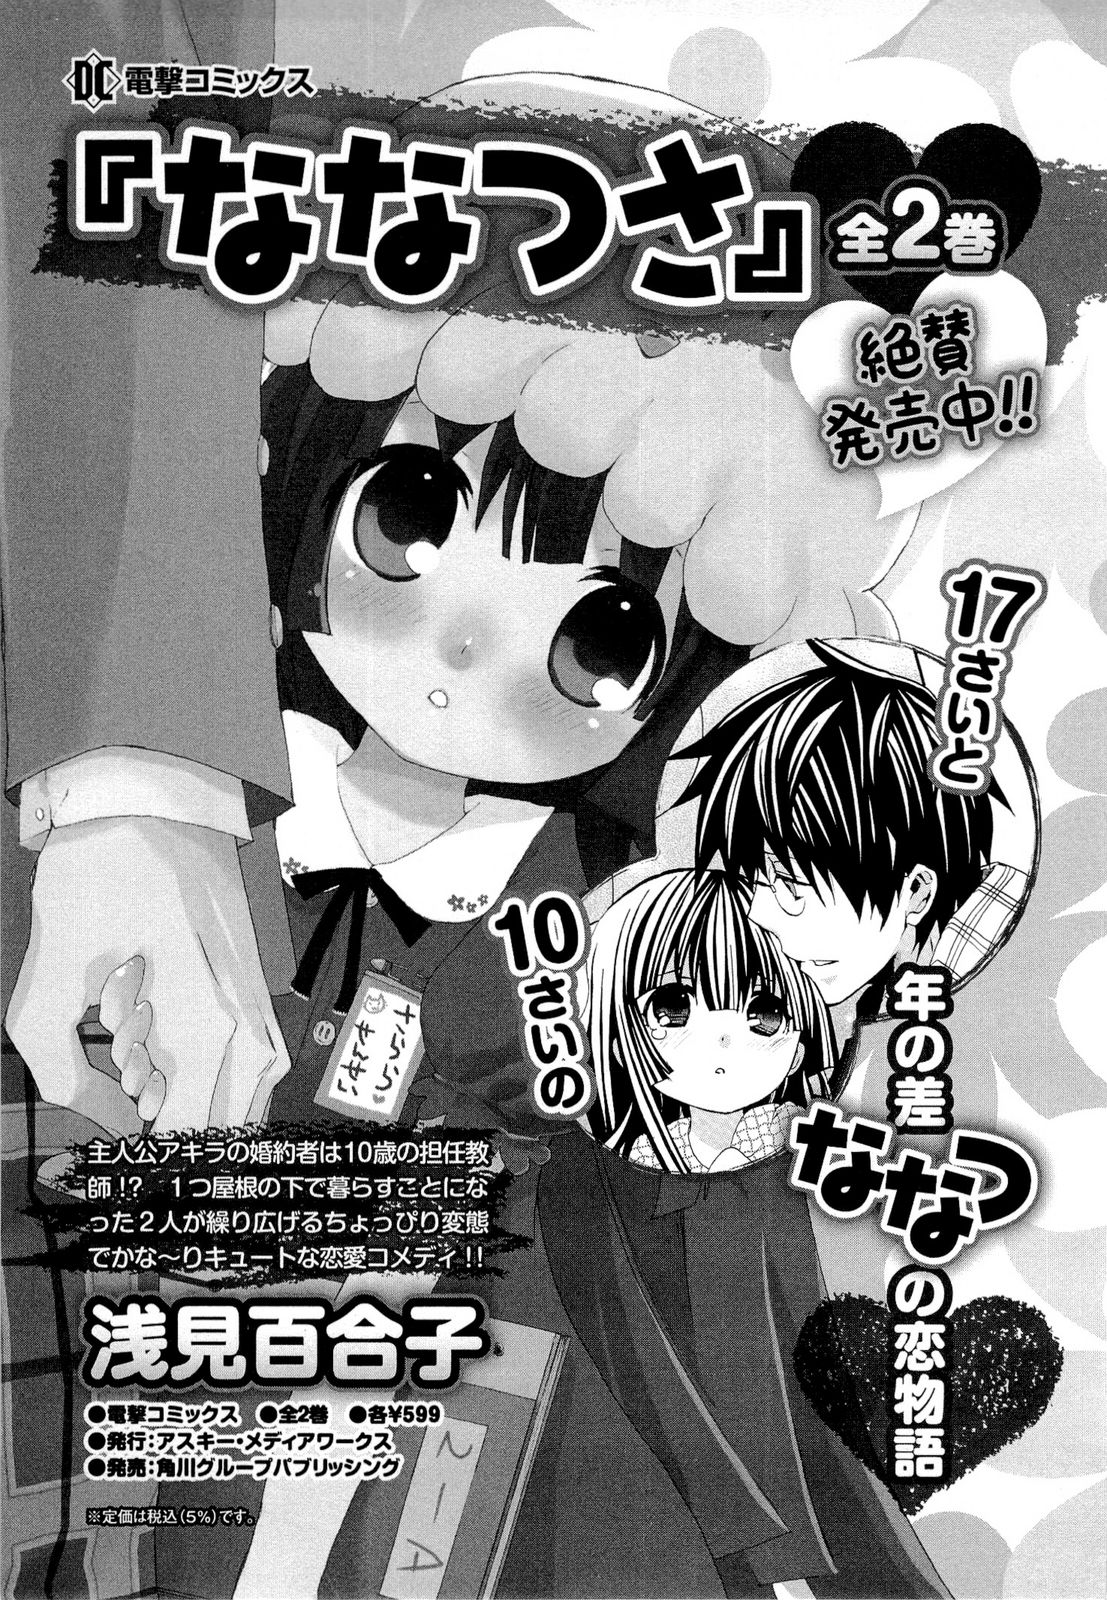 DC 電撃コミックス
『ななつさ』
全2巻
絶賛
発売中!!
17さいと
10さいの
年の差
ななつ
の恋物語
さくらら
主人公アキラの婚約者は10歳の担任教
師!?　1つ屋根の下で暮らすことにな
った2人が繰り広げるちょっぴり変態
でかな〜りキュートな恋愛コメディ!!
浅見百合子
●電撃コミックス　●全2巻　●各¥599
●発行：アスキー・メディアワークス
●発売：角川グループパブリッシング
※定価は税込（5％）です。
2-A